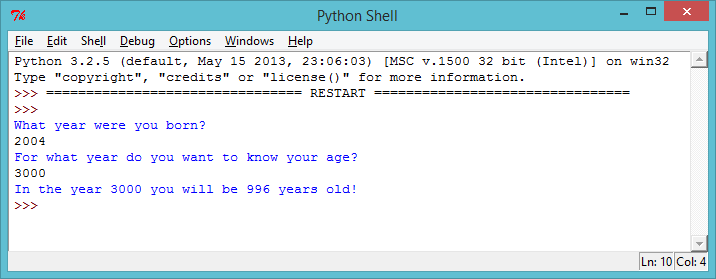 Python Shell
File Edit Shell Debug Options Windows Help
Python 3.2.5 (default, May 15 2013, 23:06:03) [MSC v.1500 32 bit (Intel)] on win32
Type "copyright", "credits" or "license()" for more information.
>>> ================================ RESTART ================================
>>>
What year were you born?
2004
For what year do you want to know your age?
3000
In the year 3000 you will be 996 years old!
>>>
Ln: 10 Col: 4